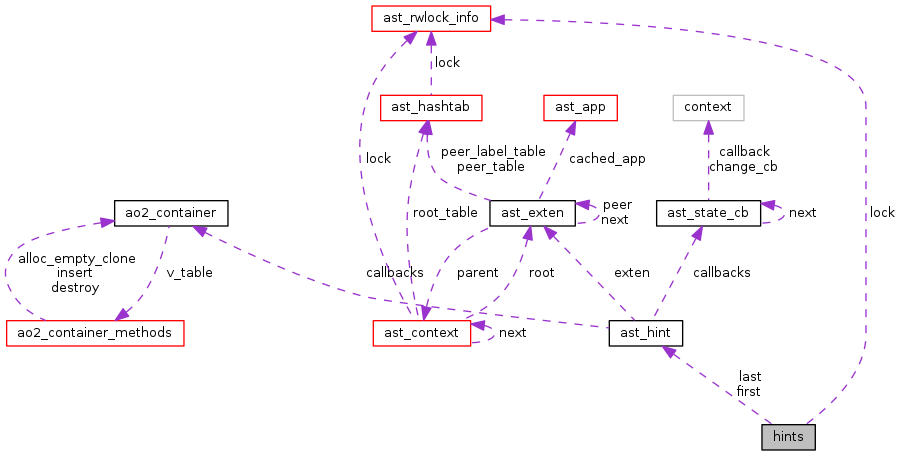 ast_rwlock_info
lock
ast_hashtab
ast_app
context
peer_label_table
peer_table
cached_app
callback
change_cb
lock
ao2_container
root_table
ast_exten
peer
next
ast_state_cb
next
lock
alloc_empty_clone
insert
destroy
v_table
callbacks
parent
root
exten
callbacks
ao2_container_methods
ast_context
next
ast_hint
last
first
hints